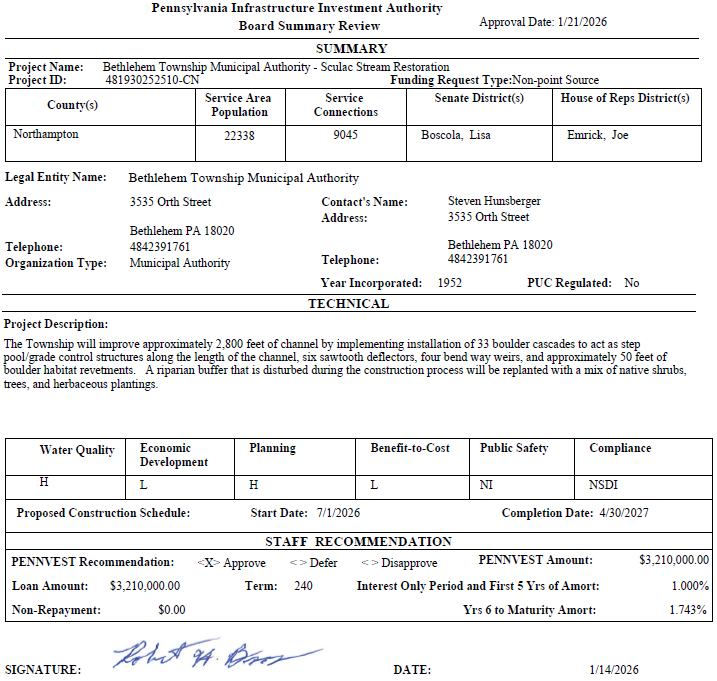 Pennsylvania Infrastructure Investment Authority
Board Summary Review
Approval Date: 1/21/2026
SUMMARY
Project Name: Bethlehem Township Municipal Authority - Sculac Stream Restoration
Project ID: 481930252510-CN Funding Request Type:Non-point Source
County(s) Service Area Population Service Connections Senate District(s) House of Reps District(s)
Northampton 22338 9045 Boscola, Lisa Emrick, Joe
Legal Entity Name: Bethlehem Township Municipal Authority
Address: 3535 Orth Street Contact's Name: Steven Hunsberger
Address: 3535 Orth Street
Bethlehem PA 18020 Bethlehem PA 18020
Telephone: 4842391761 Telephone: 4842391761
Organization Type: Municipal Authority
Year Incorporated: 1952 PUC Regulated: No
TECHNICAL
Project Description:
The Township will improve approximately 2,800 feet of channel by implementing installation of 33 boulder cascades to act as step
pool/grade control structures along the length of the channel, six sawtooth deflectors, four bend way weirs, and approximately 50 feet of
boulder habitat revetments. A riparian buffer that is disturbed during the construction process will be replanted with a mix of native shrubs,
trees, and herbaceous plantings.
Water Quality Economic Development Planning Benefit-to-Cost Public Safety Compliance
H L H L NI NSDI
Proposed Construction Schedule: Start Date: 7/1/2026 Completion Date: 4/30/2027
STAFF RECOMMENDATION
PENNVEST Recommendation: <X> Approve < > Defer < > Disapprove PENNVEST Amount: $3,210,000.00
Loan Amount: $3,210,000.00 Term: 240 Interest Only Period and First 5 Yrs of Amort: 1.000%
Non-Repayment: $0.00 Yrs 6 to Maturity Amort: 1.743%
SIGNATURE: DATE: 1/14/2026